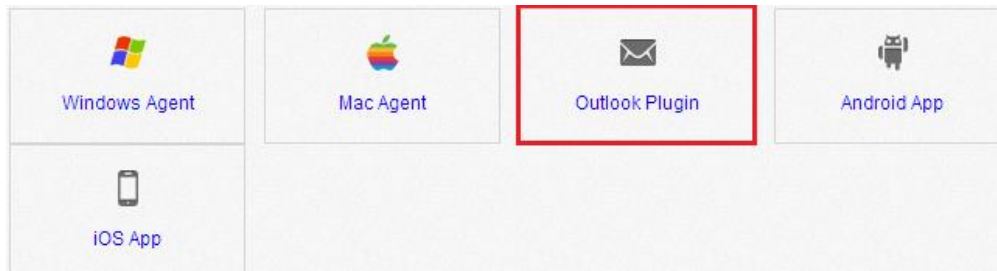 Windows Agent
Mac Agent
Outlook Plugin
Android App
iOS App